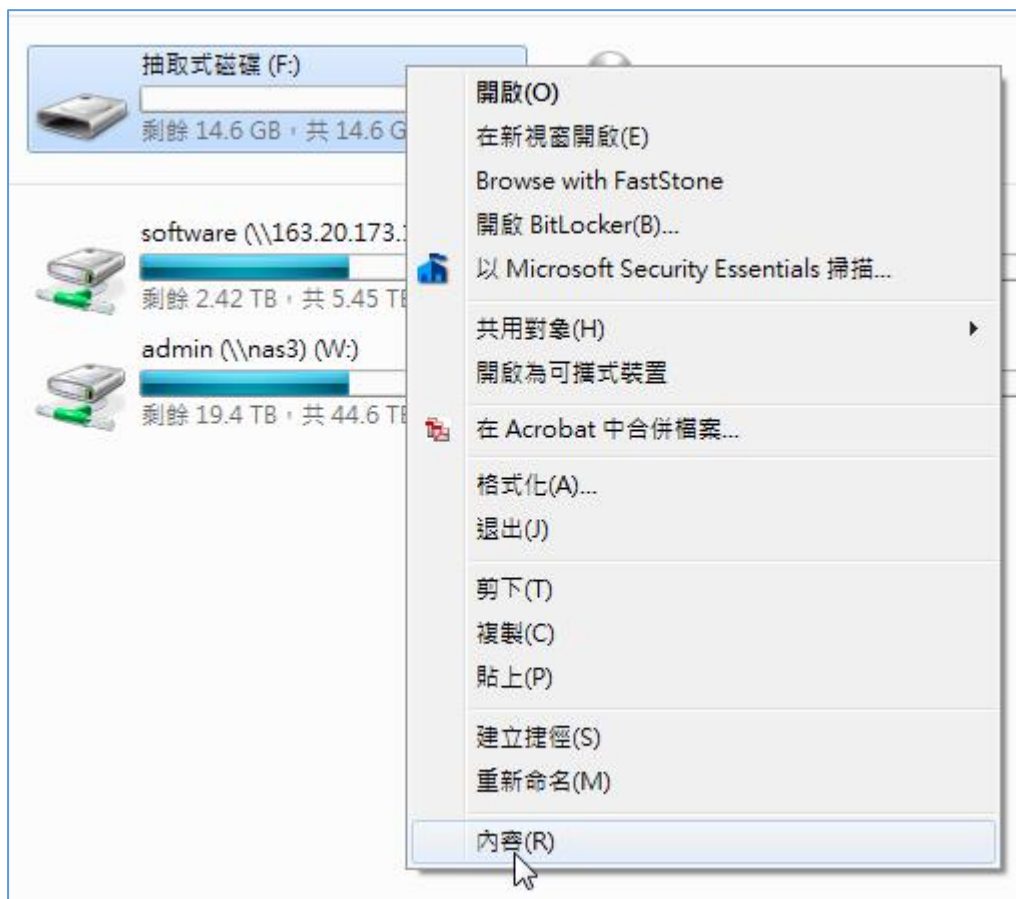 抽取式磁碟 (F:)
剩餘 14.6 GB，共 14.6 G
software (\\163.20.173.
剩餘 2.42 TB，共 5.45 TB
admin (\\nas3) (W:)
剩餘 19.4 TB，共 44.6 TB
開啟(O)
在新視窗開啟(E)
Browse with FastStone
開啟 BitLocker(B)...
以 Microsoft Security Essentials 掃描...
共用對象(H)
開啟為可攜式裝置
在 Acrobat 中合併檔案...
格式化(A)...
退出(J)
剪下(T)
複製(C)
貼上(P)
建立捷徑(S)
重新命名(M)
內容(R)